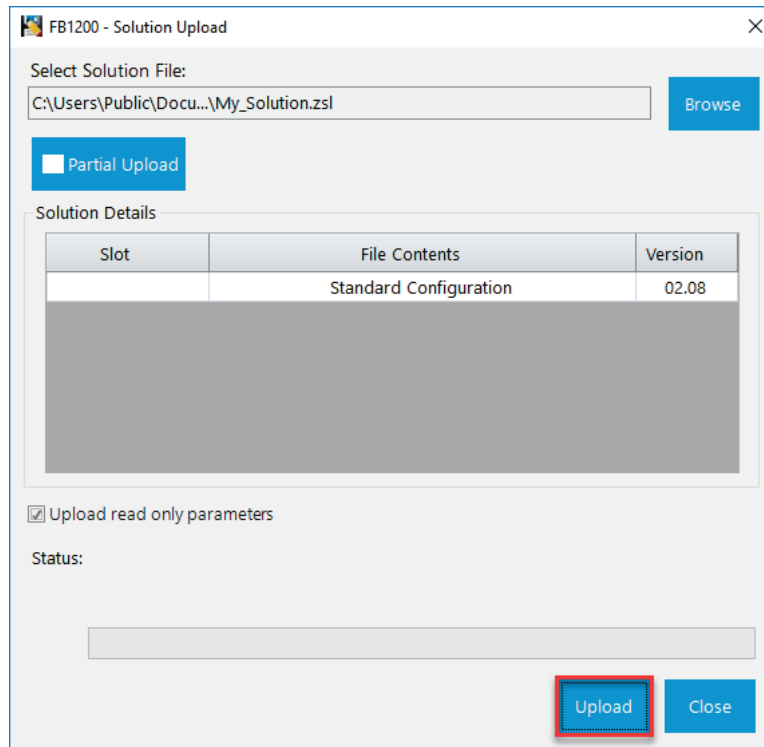 FB1200 - Solution Upload
Select Solution File:
C:\Users\Public\Docu...\My_Solution.zsl
Browse
Partial Upload
Solution Details
Slot File Contents Version
Standard Configuration 02.08
Upload read only parameters
Status:
Upload Close